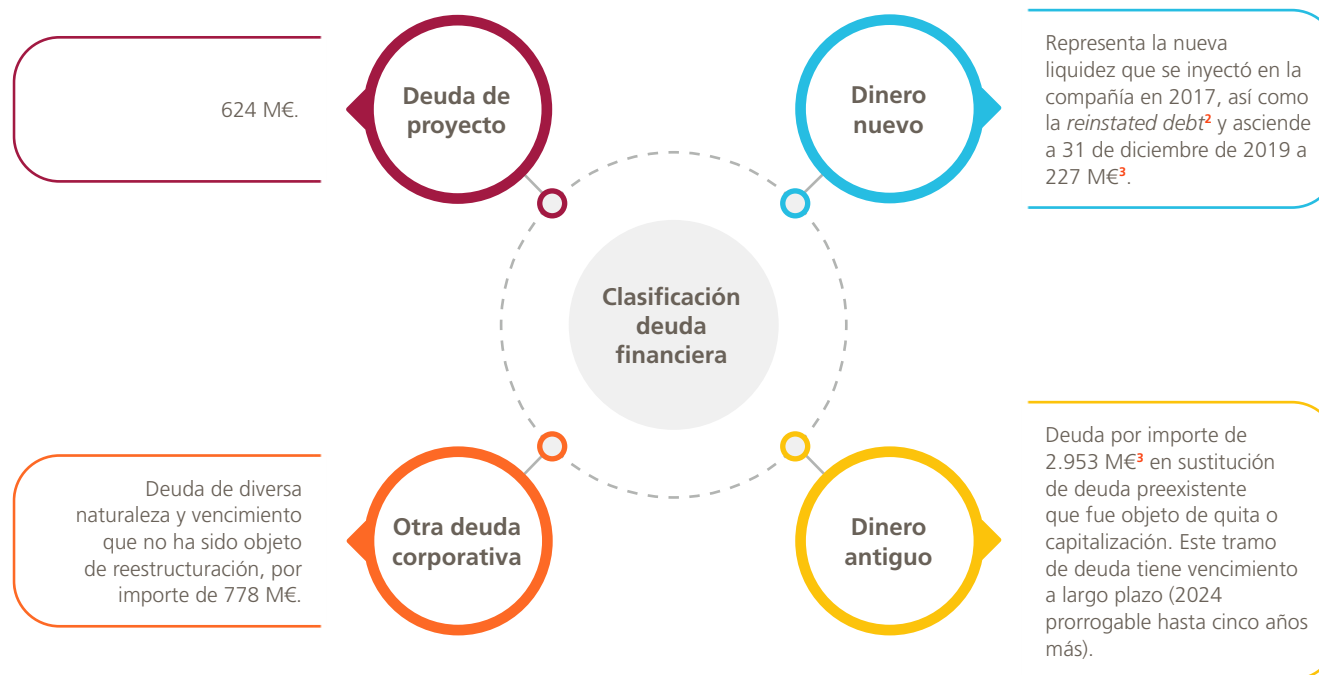 624 M€.
Deuda de
proyecto
Dinero
nuevo
Representa la nueva
liquidez que se inyectó en la
compañía en 2017, así como
la reinstated debt² y asciende
a 31 de diciembre de 2019 a
227 M€³.
Clasificación
deuda
financiera
Deuda de diversa
naturaleza y vencimiento
que no ha sido objeto
de reestructuración, por
importe de 778 M€.
Otra deuda
corporativa
Dinero
antiguo
Deuda por importe de
2.953 M€³ en sustitución
de deuda preexistente
que fue objeto de quita o
capitalización. Este tramo
de deuda tiene vencimiento
a largo plazo (2024
prorrogable hasta cinco años
más).